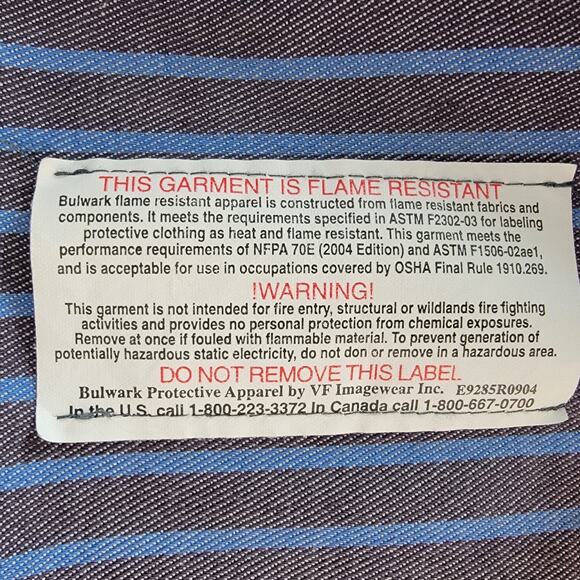 THIS GARMENT IS FLAME RESISTANT
Bulwark flame resistant apparel is constructed from flame resistant fabrics and
components. It meets the requirements specified in ASTM F2302-03 for labeling
protective clothing as heat and flame resistant. This garment meets the
performance requirements of NFPA 70E (2004 Edition) and ASTM F1506-02ae1,
and is acceptable for use in occupations covered by OSHA Final Rule 1910.269.
!WARNING!
This garment is not intended for fire entry, structural or wildlands fire fighting
activities and provides no personal protection from chemical exposures.
Remove at once if fouled with flammable material. To prevent generation of
potentially hazardous static electricity, do not don or remove in a hazardous area.
DO NOT REMOVE THIS LABEL
Bulwark Protective Apparel by VF Imagewear Inc. E9285R0904
In the U.S. call 1-800-223-3372 In Canada call 1-800-667-0700